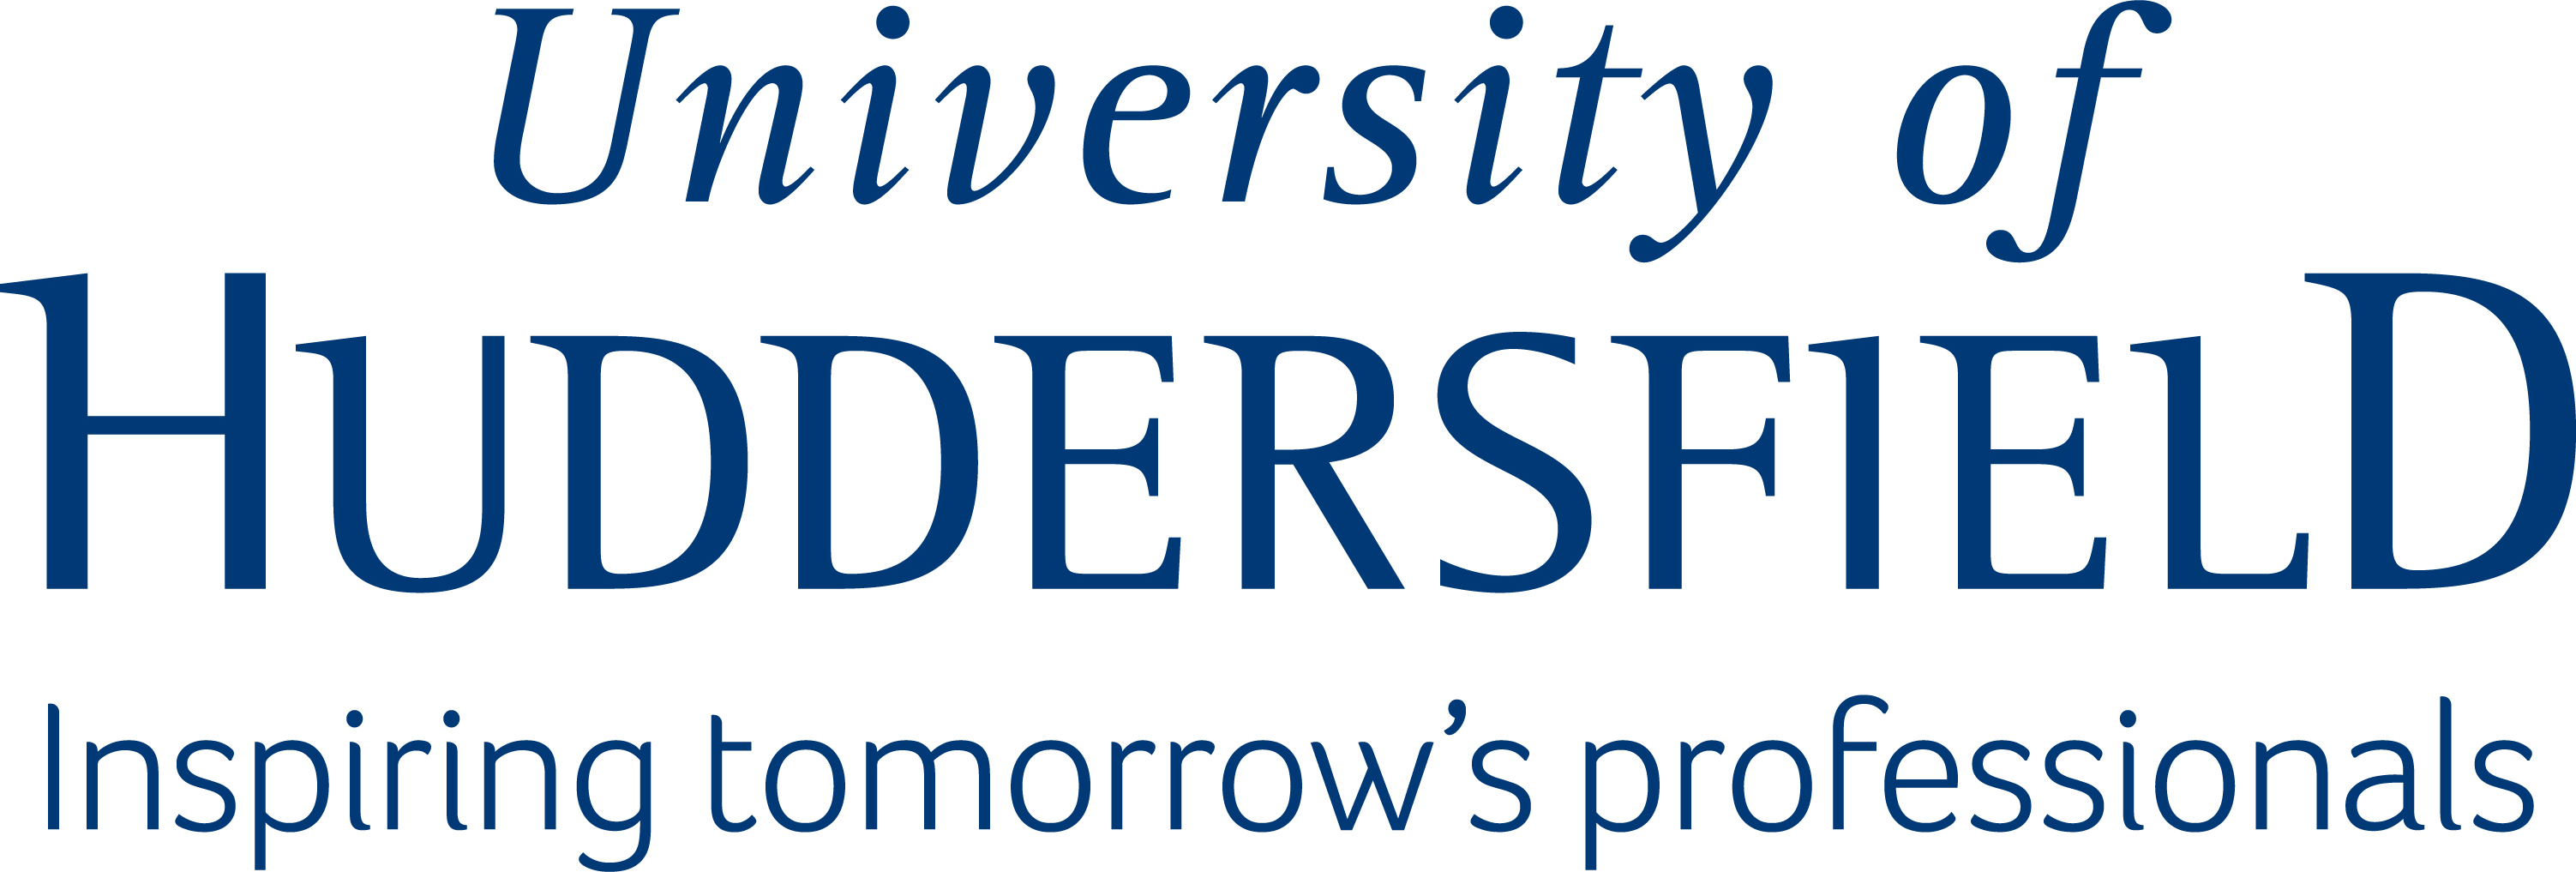 University of
HUDDERSFIELD
Inspiring tomorrow’s professionals